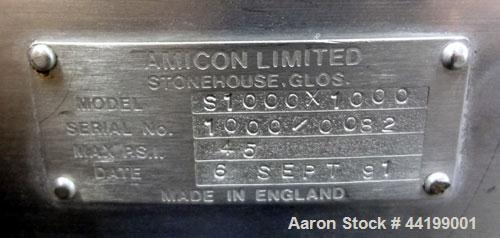 AMICON LIMITED
STONEHOUSE, GLOS.
MODEL S1000X1000
SERIAL No. 1000/0082
MAX P.S.I. 45
DATE 6 SEPT 91
MADE IN ENGLAND
Aaron Stock # 44199001